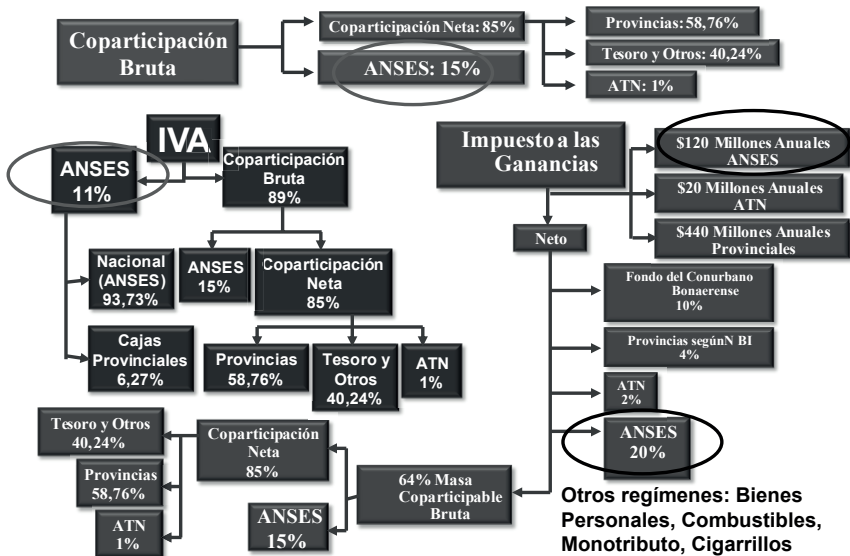 Coparticipación
Bruta
Coparticipación Neta: 85%
ANSES: 15%
Provincias: 58,76%
Tesoro y Otros: 40,24%
ATN: 1%
IVA
ANSES
11%
Coparticipación
Bruta
89%
Nacional
(ANSES)
93,73%
ANSES
15%
Coparticipación
Neta
85%
Cajas
Provinciales
6,27%
Provincias
58,76%
Tesoro y
Otros
40,24%
ATN
1%
Impuesto a las
Ganancias
$120 Millones Anuales
ANSES
$20 Millones Anuales
ATN
$440 Millones Anuales
Provinciales
Neto
Fondo del Conurbano
Bonaerense
10%
Provincias segúnN BI
4%
ATN
2%
ANSES
20%
64% Masa
Coparticipable
Bruta
Coparticipación
Neta
85%
ANSES
15%
Tesoro y Otros
40,24%
Provincias
58,76%
ATN
1%
Otros regímenes: Bienes
Personales, Combustibles,
Monotributo, Cigarrillos